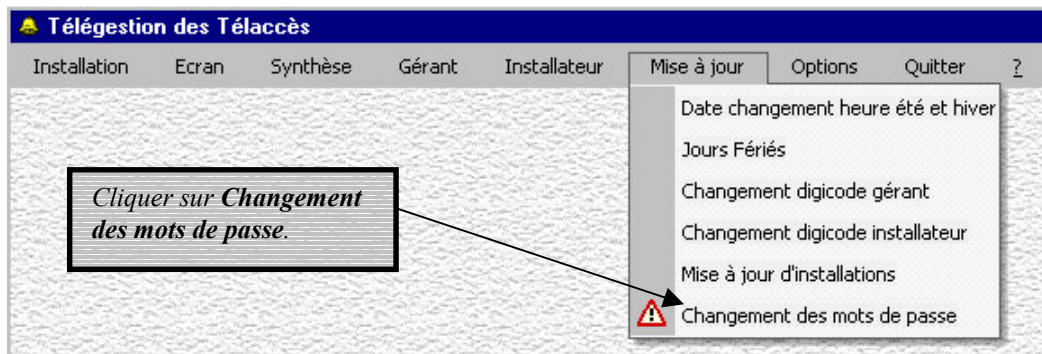 Télégestion des Télaccès
Installation Ecran Synthèse Gérant Installateur Mise à jour Options Quitter ?
Date changement heure été et hiver
Jours Fériés
Changement digicode gérant
Changement digicode installateur
Mise à jour d'installations
Changement des mots de passe
Cliquer sur Changement
des mots de passe.